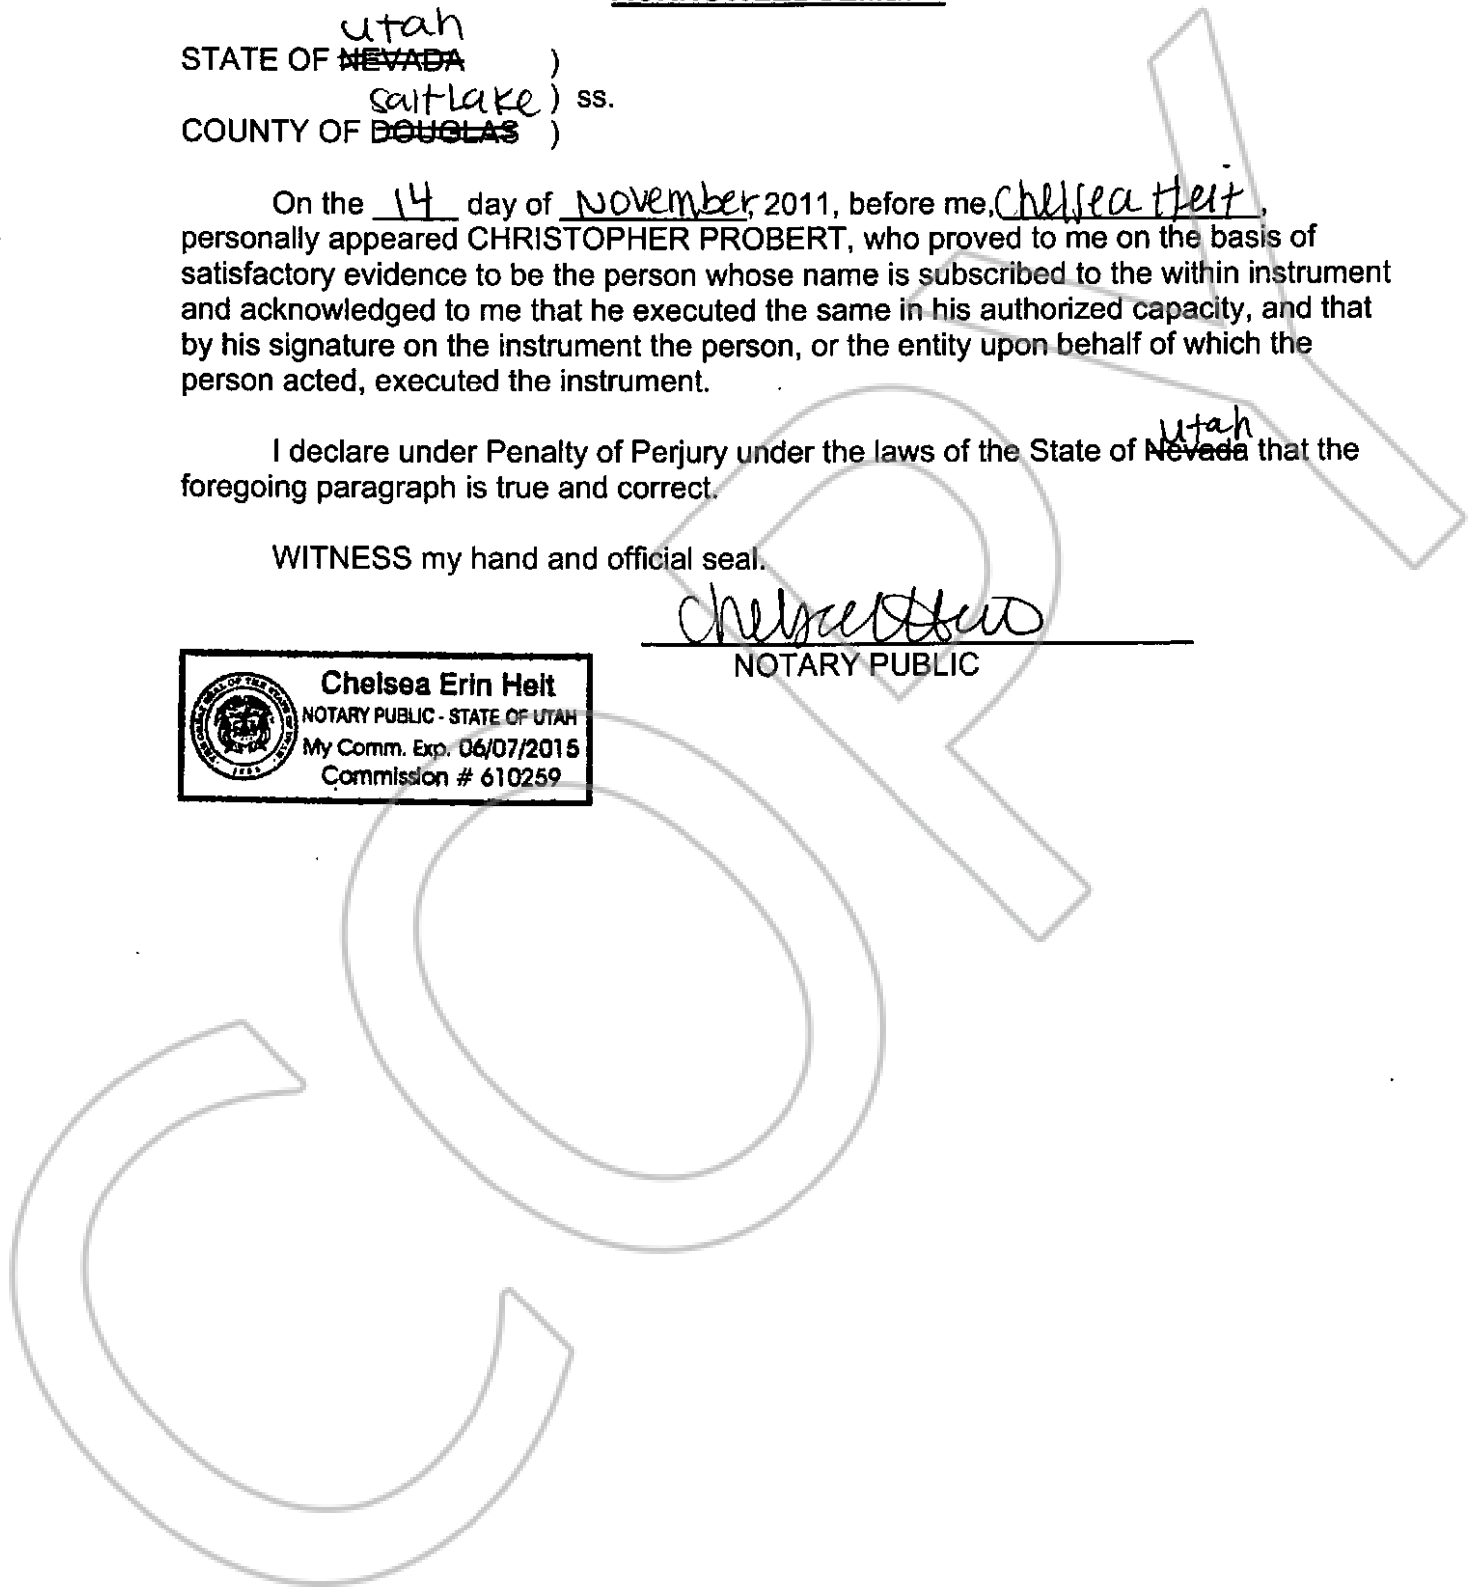 utah
STATE OF NEVADA )
Salt Lake ) ss.
COUNTY OF DOUGLAS )
On the 14 day of November, 2011, before me, Chelsea Heit,
personally appeared CHRISTOPHER PROBERT, who proved to me on the basis of
satisfactory evidence to be the person whose name is subscribed to the within instrument
and acknowledged to me that he executed the same in his authorized capacity, and that
by his signature on the instrument the person, or the entity upon behalf of which the
person acted, executed the instrument.
Utah
I declare under Penalty of Perjury under the laws of the State of Nevada that the
foregoing paragraph is true and correct.
WITNESS my hand and official seal.
NOTARY PUBLIC
Chelsea Erin Heit
NOTARY PUBLIC - STATE OF UTAH
My Comm. Exp. 06/07/2015
Commission # 610259
COPY